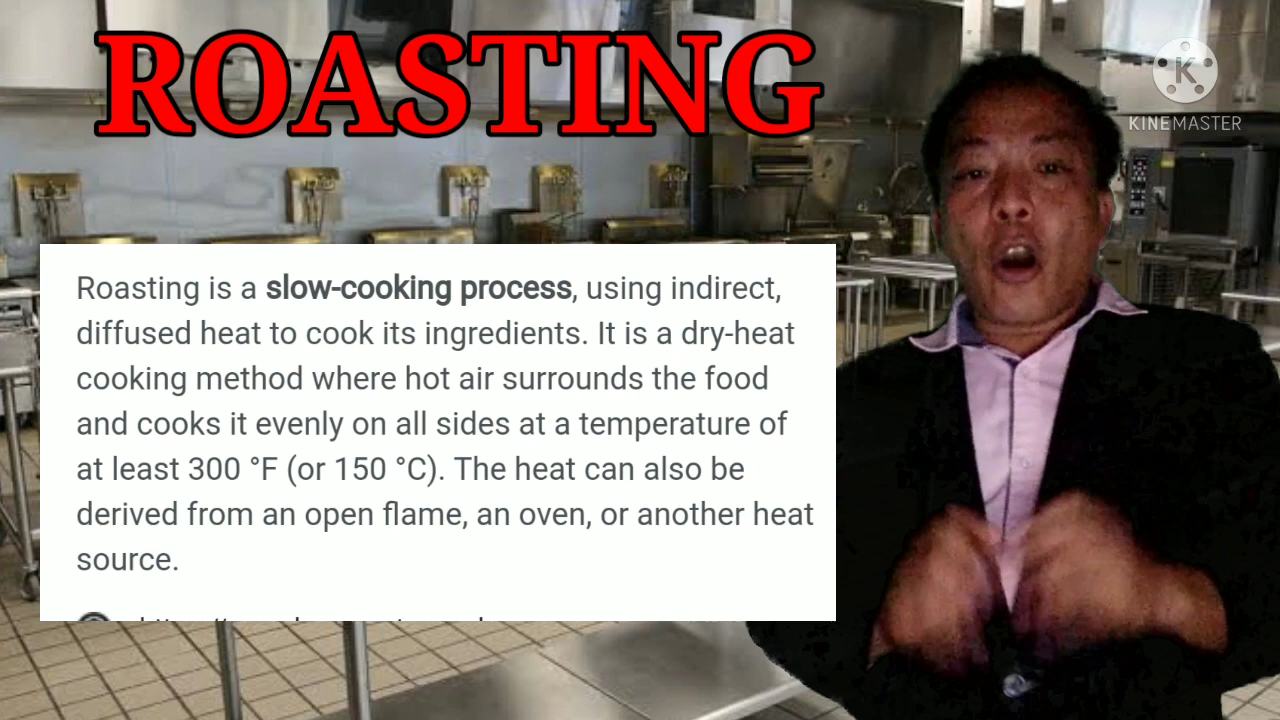 ROASTING
K
KINEMASTER
Roasting is a slow-cooking process, using indirect,
diffused heat to cook its ingredients. It is a dry-heat
cooking method where hot air surrounds the food
and cooks it evenly on all sides at a temperature of
at least 300 °F (or 150 °C). The heat can also be
derived from an open flame, an oven, or another heat
source.